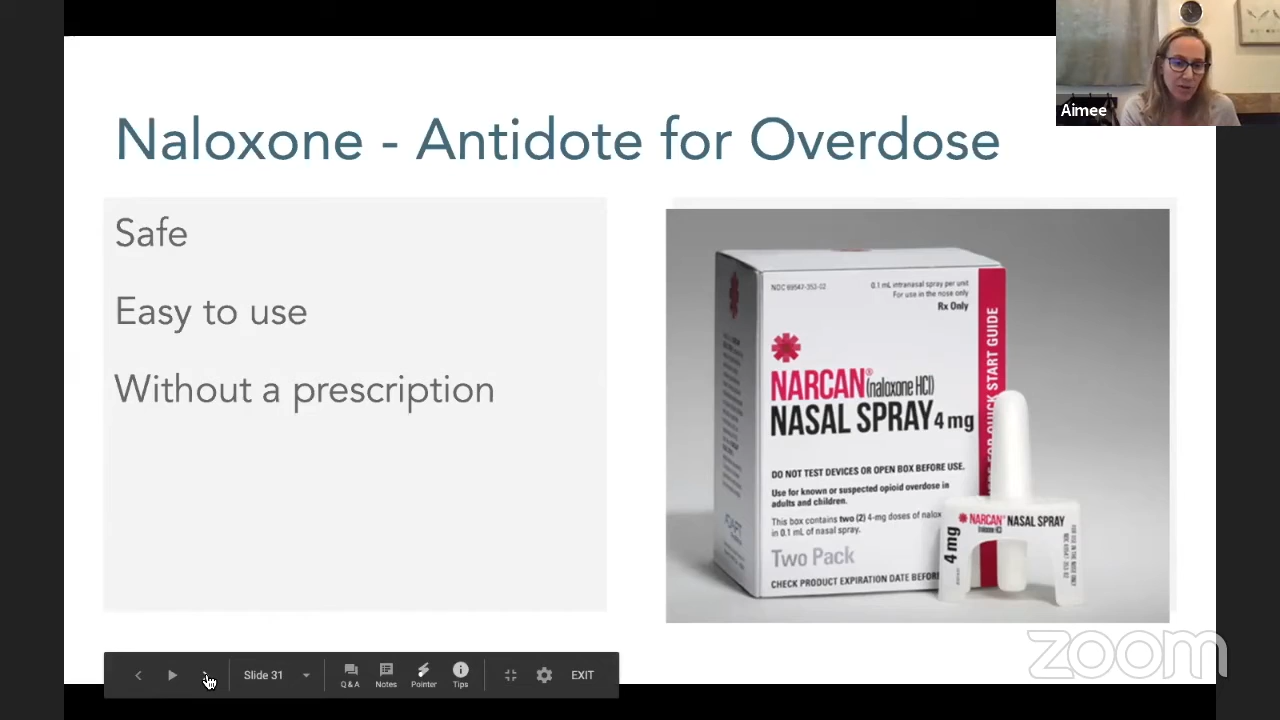 Naloxone - Antidote for Overdose
Aimee
Safe
Easy to use
Without a prescription
NDC 69547-353-02
0.1 mL intranasal spray per unit
For use in the nose only
Rx Only
NARCAN® (naloxone HCl)
NASAL SPRAY 4 mg
DO NOT TEST DEVICES OR OPEN BOX BEFORE USE.
Use for known or suspected opioid overdose in
adults and children.
This box contains two (2) 4-mg doses of nalox
in 0.1 mL of nasal spray.
Two Pack
CHECK PRODUCT EXPIRATION DATE BEFOR
FOR QUICK START GUIDE
NARCAN® NASAL SPRAY
(naloxone HCl)
4 mg
zoom
Slide 31
Q & A
Notes
Pointer
Tips
EXIT